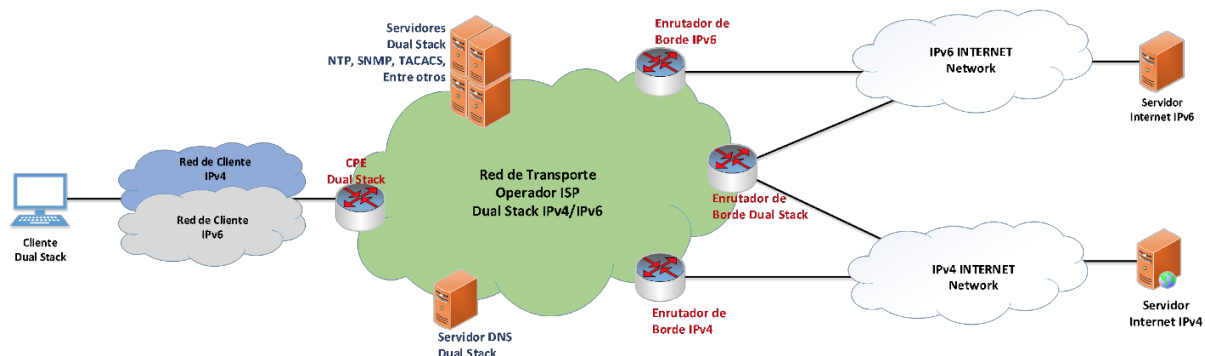 Servidores
Dual Stack
NTP, SNMP, TACACS,
Entre otros
Enrutador de
Borde IPv6
IPv6 INTERNET
Network
Servidor
Internet IPv6
Red de Cliente
IPv4
CPE
Dual Stack
Red de Transporte
Operador ISP
Dual Stack IPv4/IPv6
Enrutador de
Borde Dual Stack
Red de Cliente
IPv6
Cliente
Dual Stack
IPv4 INTERNET
Network
Servidor
Internet IPv4
Enrutador de
Borde IPv4
Servidor DNS
Dual Stack